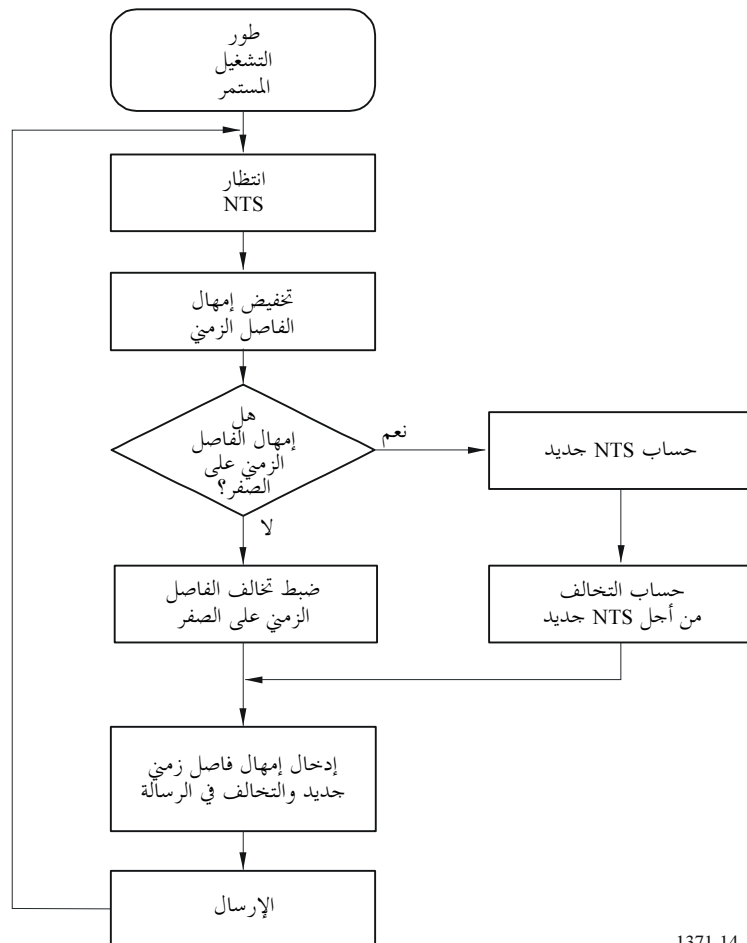 طور
التشغيل
المستمر
انتظار
NTS
تخفيض إمهال
الفاصل الزمني
هل
إمهال الفاصل
الزمني على
الصفر؟
نعم
حساب NTS جديد
لا
ضبط تخالف الفاصل
الزمني على الصفر
حساب التخالف
من أجل NTS جديد
إدخال إمهال فاصل زمني
جديد والتخالف في الرسالة
الإرسال
1371-14